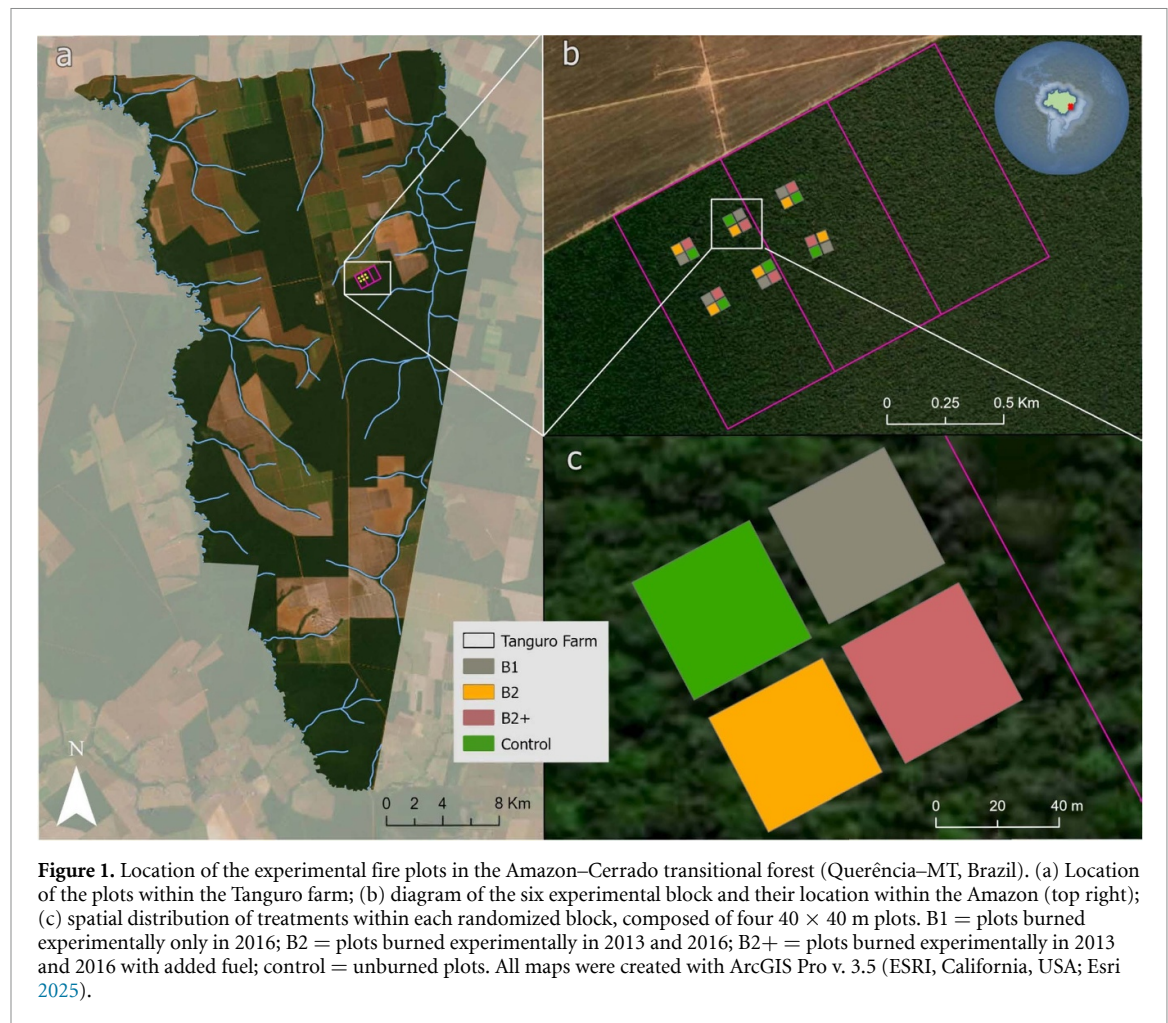 a
b
0 0.25 0.5 Km
c
Tanguro Farm
B1
B2
B2+
Control
N
0 2 4 8 Km
0 20 40 m
Figure 1. Location of the experimental fire plots in the Amazon–Cerrado transitional forest (Querência–MT, Brazil). (a) Location
of the plots within the Tanguro farm; (b) diagram of the six experimental block and their location within the Amazon (top right);
(c) spatial distribution of treatments within each randomized block, composed of four 40 × 40 m plots. B1 = plots burned
experimentally only in 2016; B2 = plots burned experimentally in 2013 and 2016; B2+ = plots burned experimentally in 2013
and 2016 with added fuel; control = unburned plots. All maps were created with ArcGIS Pro v. 3.5 (ESRI, California, USA; Esri
2025).